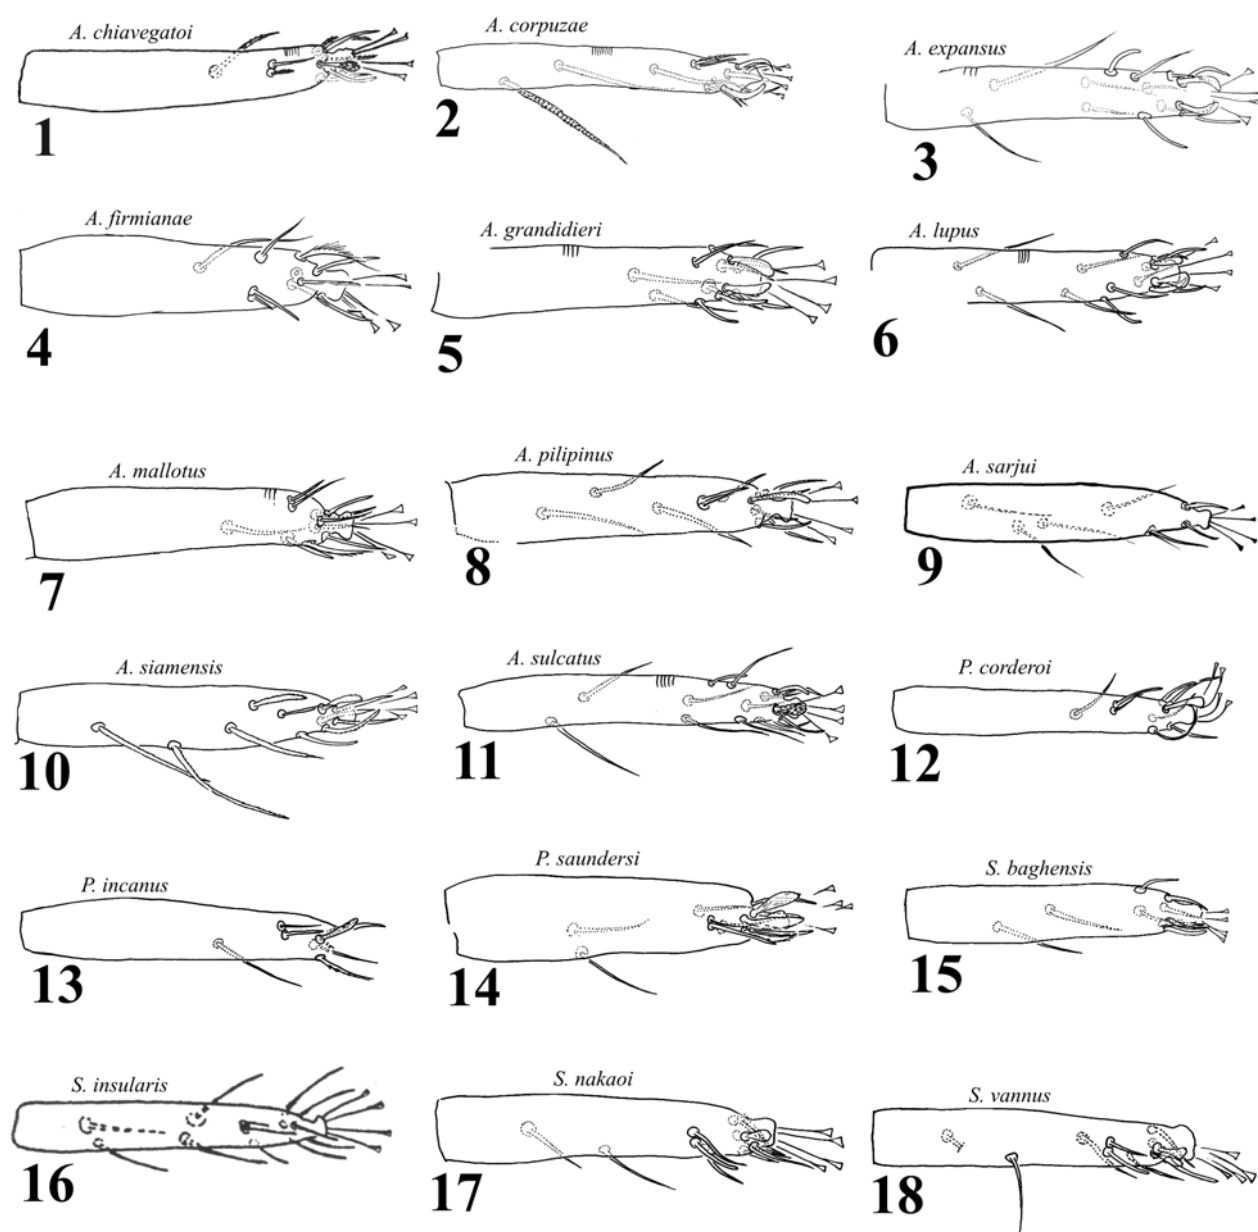 A. chiavegatoi
1
A. corpuzae
2
A. expansus
3
A. firmianae
4
A. grandidieri
5
A. lupus
6
A. mallotus
7
A. pilipinus
8
A. sarjui
9
A. siamensis
10
A. sulcatus
11
P. corderoi
12
P. incanus
13
P. saundersi
14
S. baghensis
15
S. insularis
16
S. nakaoi
17
S. vannus
18